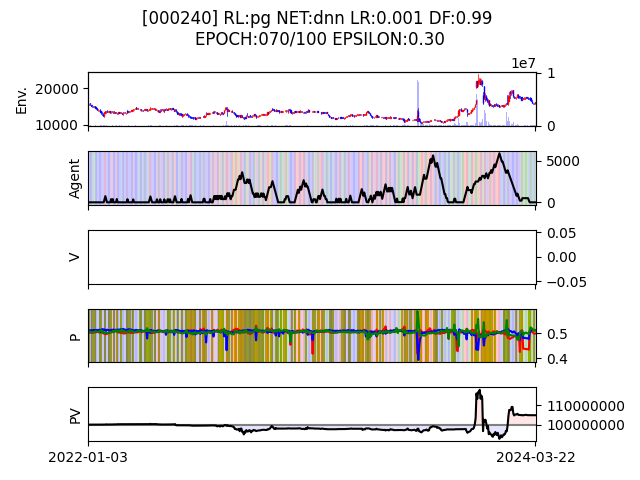 [000240] RL:pg NET:dnn LR:0.001 DF:0.99
EPOCH:070/100 EPSILON:0.30
1e7
Env.
20000
10000
1
0
Agent
5000
0
V
0.05
0.00
−0.05
P
0.5
0.4
PV
110000000
100000000
2022-01-03
2024-03-22